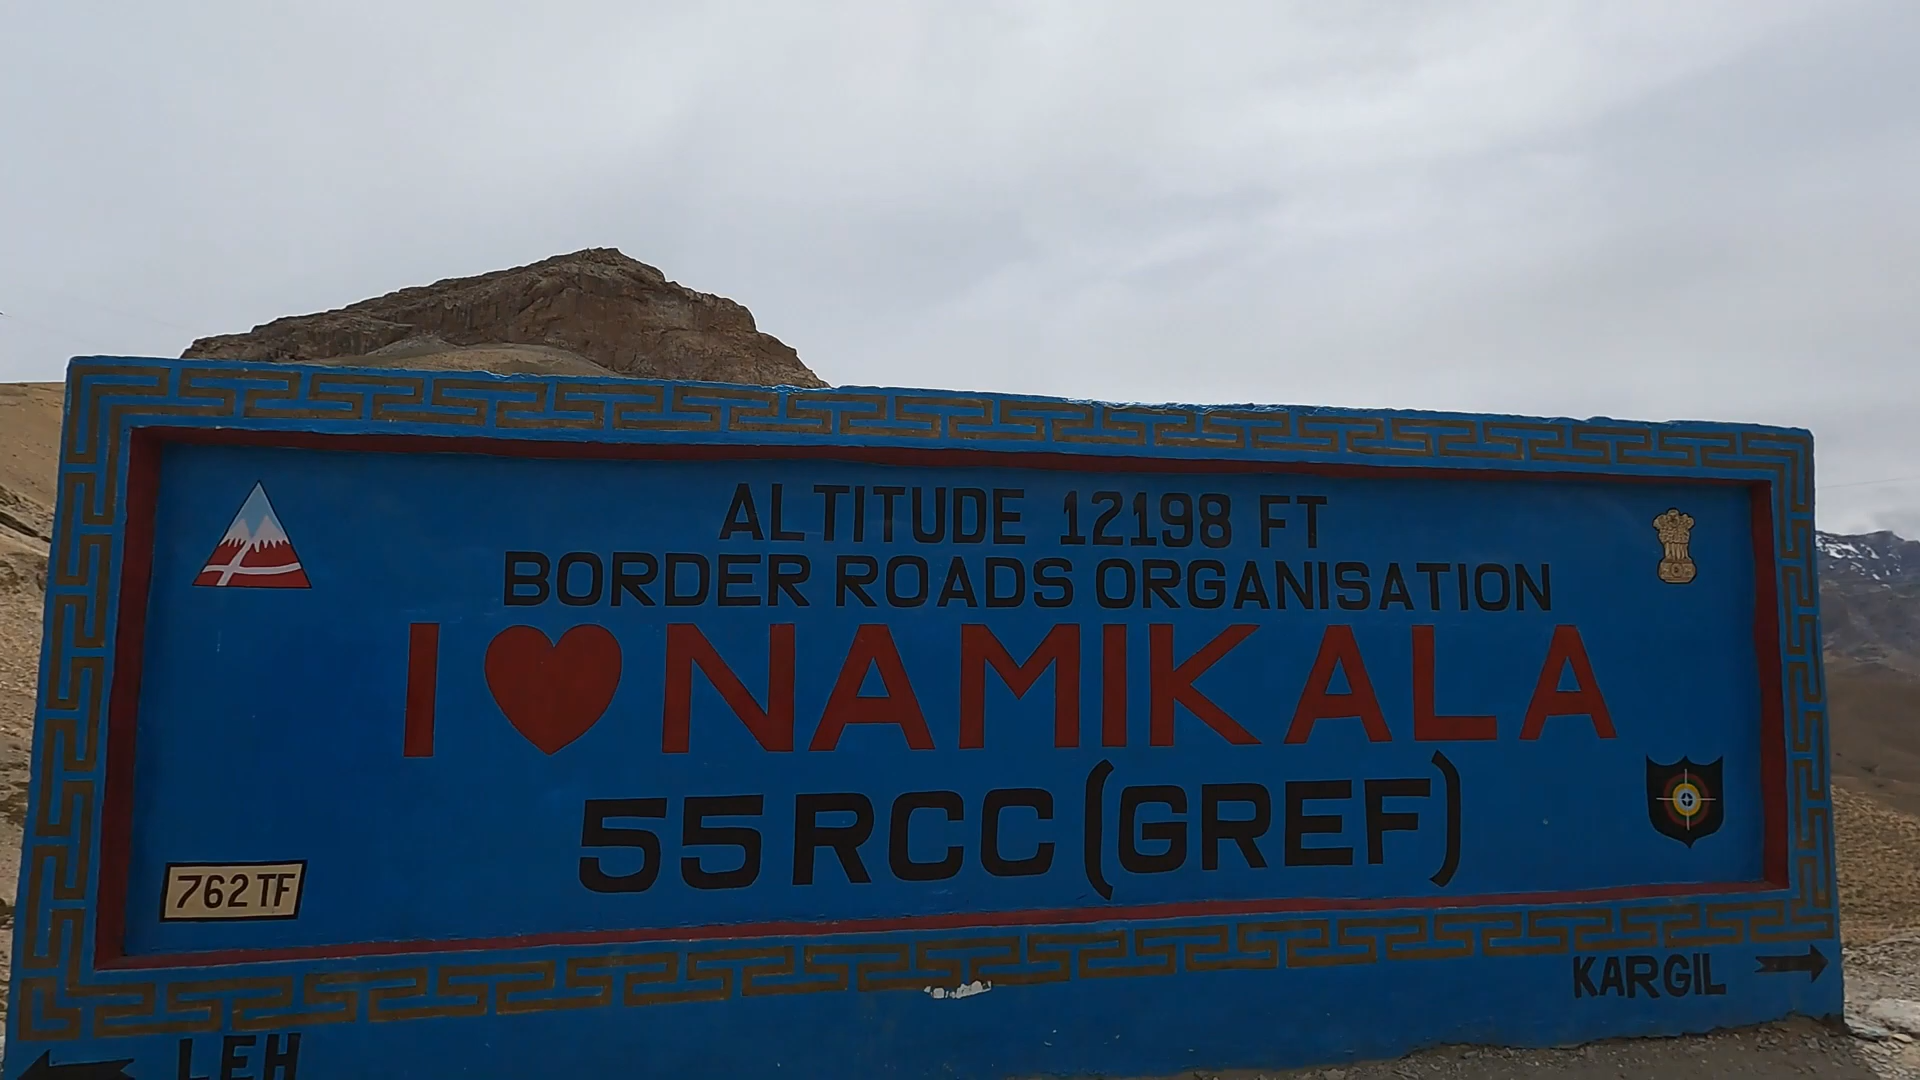 ALTITUDE 12198 FT
BORDER ROADS ORGANISATION
I ♥ NAMIKALA
55 RCC (GREF)
762 TF
KARGIL →
← LEH